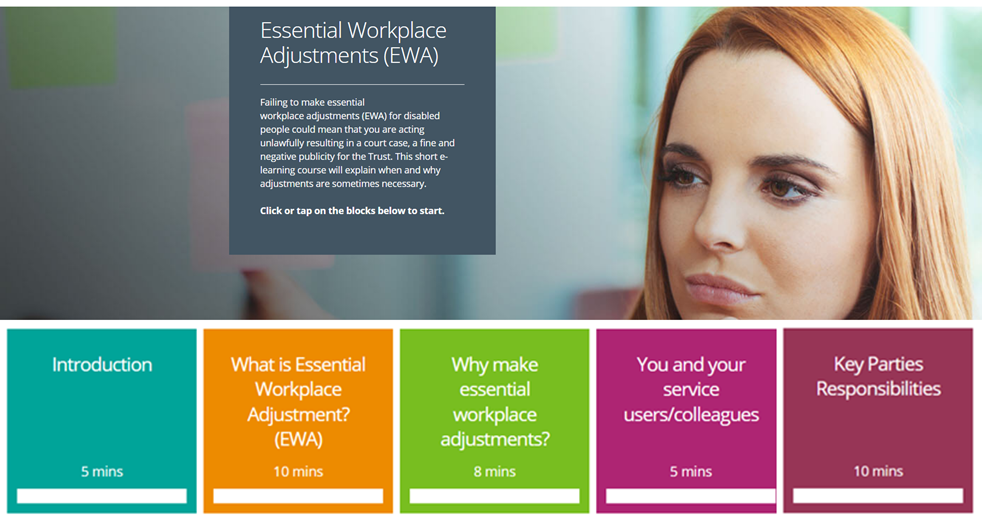 Essential Workplace
Adjustments (EWA)
Failing to make essential
workplace adjustments (EWA) for disabled
people could mean that you are acting
unlawfully resulting in a court case, a fine and
negative publicity for the Trust. This short e-
learning course will explain when and why
adjustments are sometimes necessary.
Click or tap on the blocks below to start.
Introduction
5 mins
What is Essential
Workplace
Adjustment?
(EWA)
10 mins
Why make
essential
workplace
adjustments?
8 mins
You and your
service
users/colleagues
5 mins
Key Parties
Responsibilities
10 mins